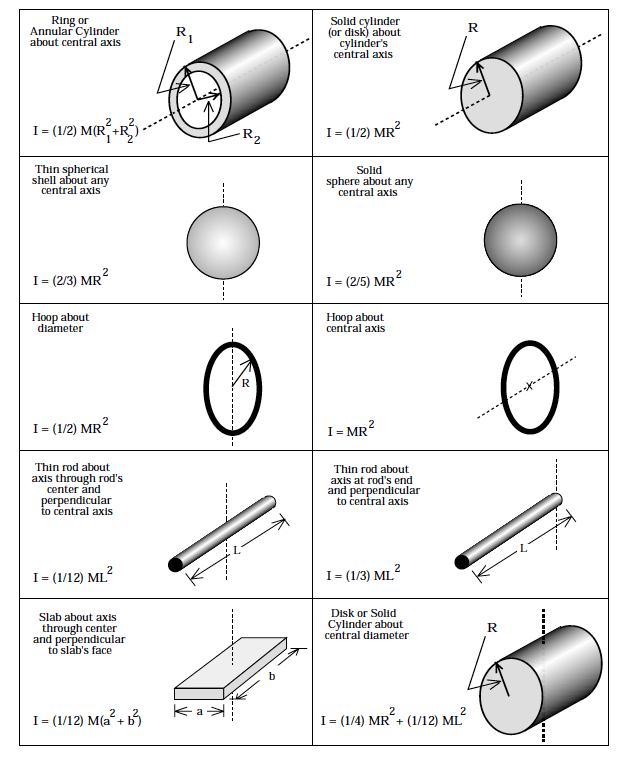 Ring or
Annular Cylinder
about central axis
R₁
I = (1/2) M(R₁²+R₂²)
R₂
Solid cylinder
(or disk) about
cylinder's
central axis
R
I = (1/2) MR²
Thin spherical
shell about any
central axis
I = (2/3) MR²
Solid
sphere about any
central axis
I = (2/5) MR²
Hoop about
diameter
R
I = (1/2) MR²
Hoop about
central axis
I = MR²
Thin rod about
axis through rod's
center and
perpendicular
to central axis
L
I = (1/12) ML²
Thin rod about
axis at rod's end
and perpendicular
to central axis
L
I = (1/3) ML²
Slab about axis
through center
and perpendicular
to slab's face
b
a
I = (1/12) M(a² + b²)
Disk or Solid
Cylinder about
central diameter
R
I = (1/4) MR² + (1/12) ML²